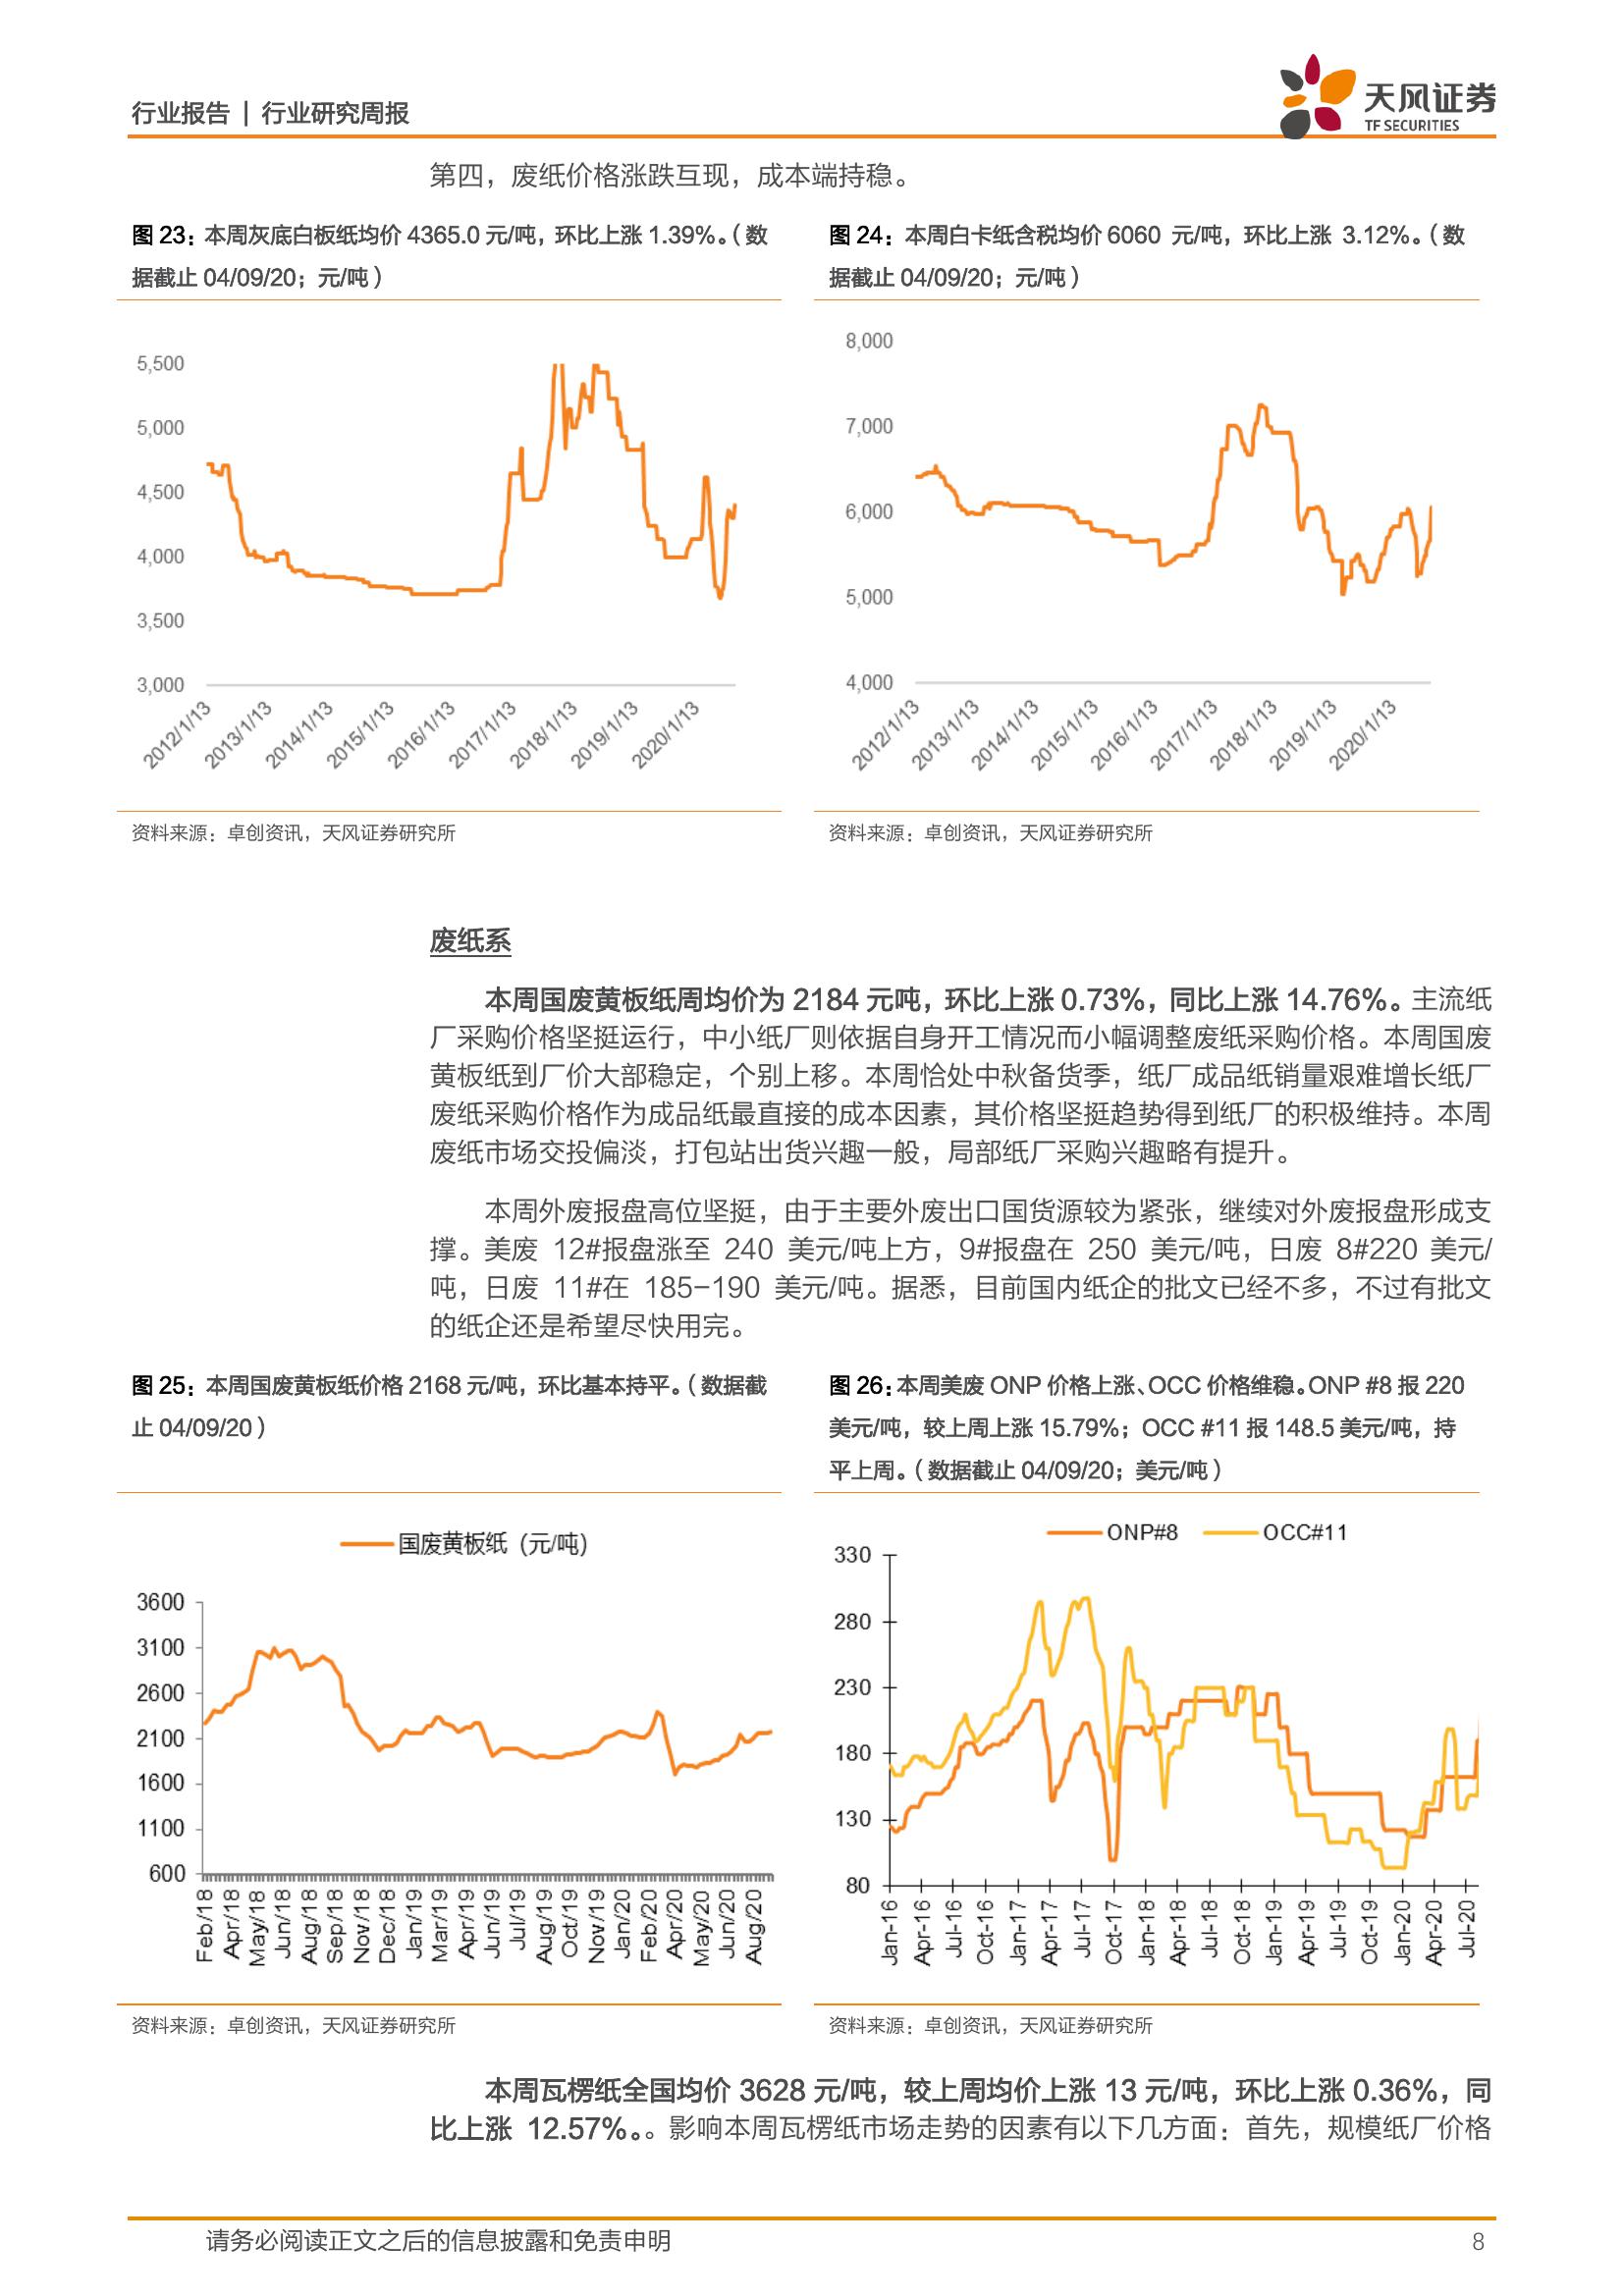 行业报告 | 行业研究周报
天风证券
TF SECURITIES
第四，废纸价格涨跌互现，成本端持稳。
图 23：本周灰底白板纸均价 4365.0 元/吨，环比上涨 1.39%。（数
据截止 04/09/20；元/吨）
5,500
5,000
4,500
4,000
3,500
3,000
2012/1/13
2013/1/13
2014/1/13
2015/1/13
2016/1/13
2017/1/13
2018/1/13
2019/1/13
2020/1/13
资料来源：卓创资讯，天风证券研究所
图 24：本周白卡纸含税均价 6060 元/吨，环比上涨 3.12%。（数
据截止 04/09/20；元/吨）
8,000
7,000
6,000
5,000
4,000
2012/1/13
2013/1/13
2014/1/13
2015/1/13
2016/1/13
2017/1/13
2018/1/13
2019/1/13
2020/1/13
资料来源：卓创资讯，天风证券研究所
废纸系
本周国废黄板纸周均价为 2184 元吨，环比上涨 0.73%，同比上涨 14.76%。主流纸
厂采购价格坚挺运行，中小纸厂则依据自身开工情况而小幅调整废纸采购价格。本周国废
黄板纸到厂价大部稳定，个别上移。本周恰处中秋备货季，纸厂成品纸销量艰难增长纸厂
废纸采购价格作为成品纸最直接的成本因素，其价格坚挺趋势得到纸厂的积极维持。本周
废纸市场交投偏淡，打包站出货兴趣一般，局部纸厂采购兴趣略有提升。
本周外废报盘高位坚挺，由于主要外废出口国货源较为紧张，继续对外废报盘形成支
撑。美废 12#报盘涨至 240 美元/吨上方，9#报盘在 250 美元/吨，日废 8#220 美元/
吨，日废 11#在 185-190 美元/吨。据悉，目前国内纸企的批文已经不多，不过有批文
的纸企还是希望尽快用完。
图 25：本周国废黄板纸价格 2168 元/吨，环比基本持平。（数据截
止 04/09/20）
国废黄板纸（元/吨）
3600
3100
2600
2100
1600
1100
600
Feb/18
Apr/18
May/18
Jun/18
Aug/18
Sep/18
Nov/18
Dec/18
Jan/19
Mar/19
Apr/19
Jun/19
Jul/19
Aug/19
Oct/19
Nov/19
Jan/20
Feb/20
Apr/20
May/20
Jun/20
Aug/20
资料来源：卓创资讯，天风证券研究所
图 26：本周美废 ONP 价格上涨、OCC 价格维稳。ONP #8 报 220
美元/吨，较上周上涨 15.79%；OCC #11 报 148.5 美元/吨，持
平上周。（数据截止 04/09/20；美元/吨）
ONP#8 OCC#11
330
280
230
180
130
80
Jan-16
Apr-16
Jul-16
Oct-16
Jan-17
Apr-17
Jul-17
Oct-17
Jan-18
Apr-18
Jul-18
Oct-18
Jan-19
Apr-19
Jul-19
Oct-19
Jan-20
Apr-20
Jul-20
资料来源：卓创资讯，天风证券研究所
本周瓦楞纸全国均价 3628 元/吨，较上周均价上涨 13 元/吨，环比上涨 0.36%，同
比上涨 12.57%。。影响本周瓦楞纸市场走势的因素有以下几方面：首先，规模纸厂价格
请务必阅读正文之后的信息披露和免责申明
8